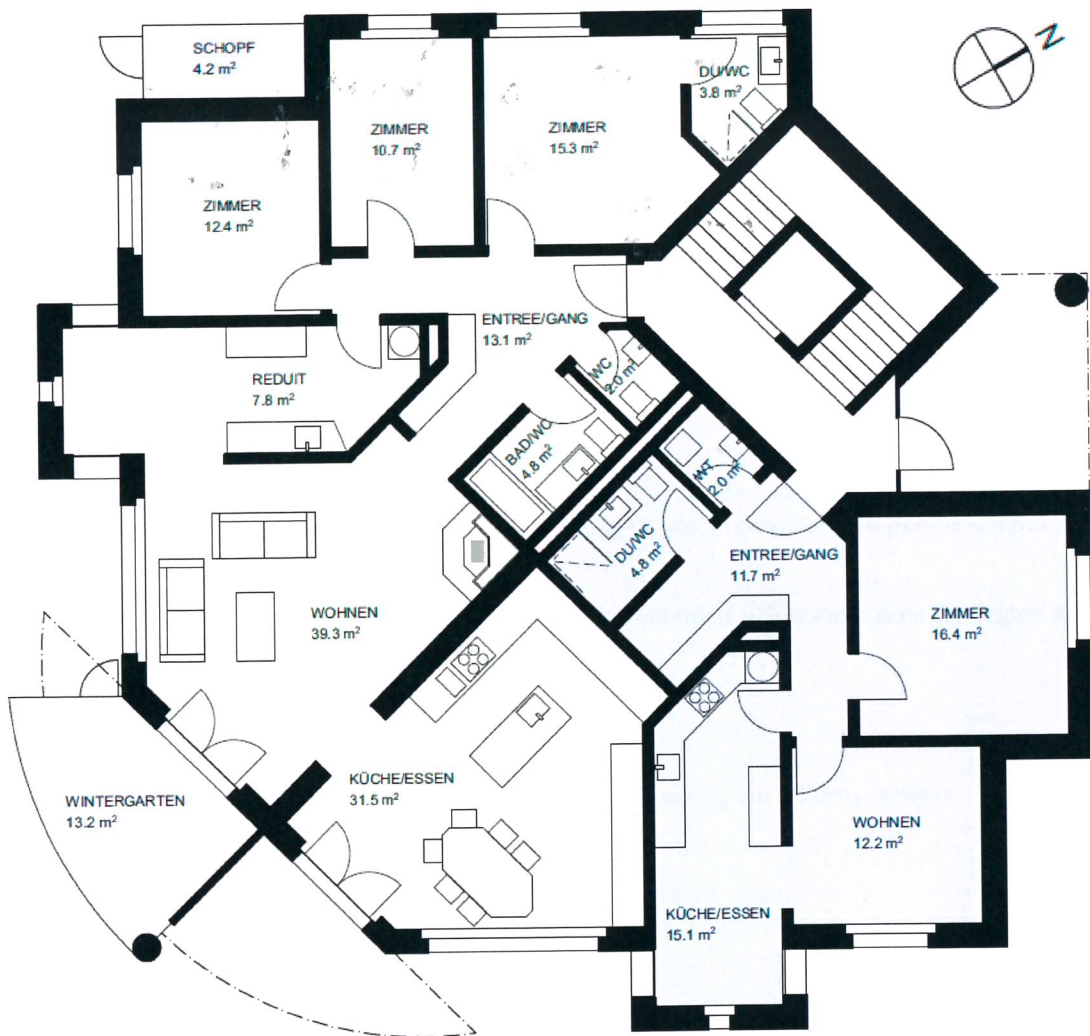 N
SCHOPF
4.2 m²
DU/WC
3.8 m²
ZIMMER
10.7 m²
ZIMMER
15.3 m²
ZIMMER
12.4 m²
ENTREE/GANG
13.1 m²
WC
2.0 m²
REDUIT
7.8 m²
BAD/WC
4.8 m²
WT
2.0 m²
DU/WC
4.8 m²
ENTREE/GANG
11.7 m²
WOHNEN
39.3 m²
ZIMMER
16.4 m²
KÜCHE/ESSEN
31.5 m²
WINTERGARTEN
13.2 m²
WOHNEN
12.2 m²
KÜCHE/ESSEN
15.1 m²